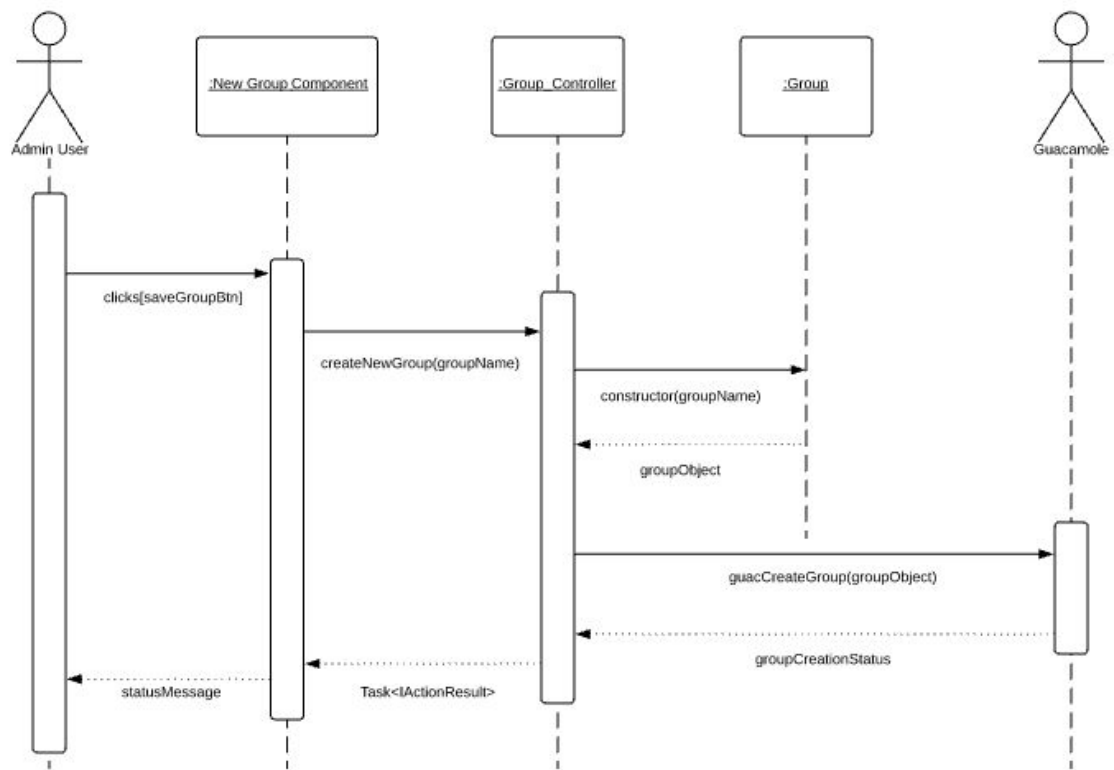 :New Group Component
:Group_Controller
:Group
Admin User
Guacamole
clicks[saveGroupBtn]
createNewGroup(groupName)
constructor(groupName)
groupObject
guacCreateGroup(groupObject)
groupCreationStatus
Task<IActionResult>
statusMessage